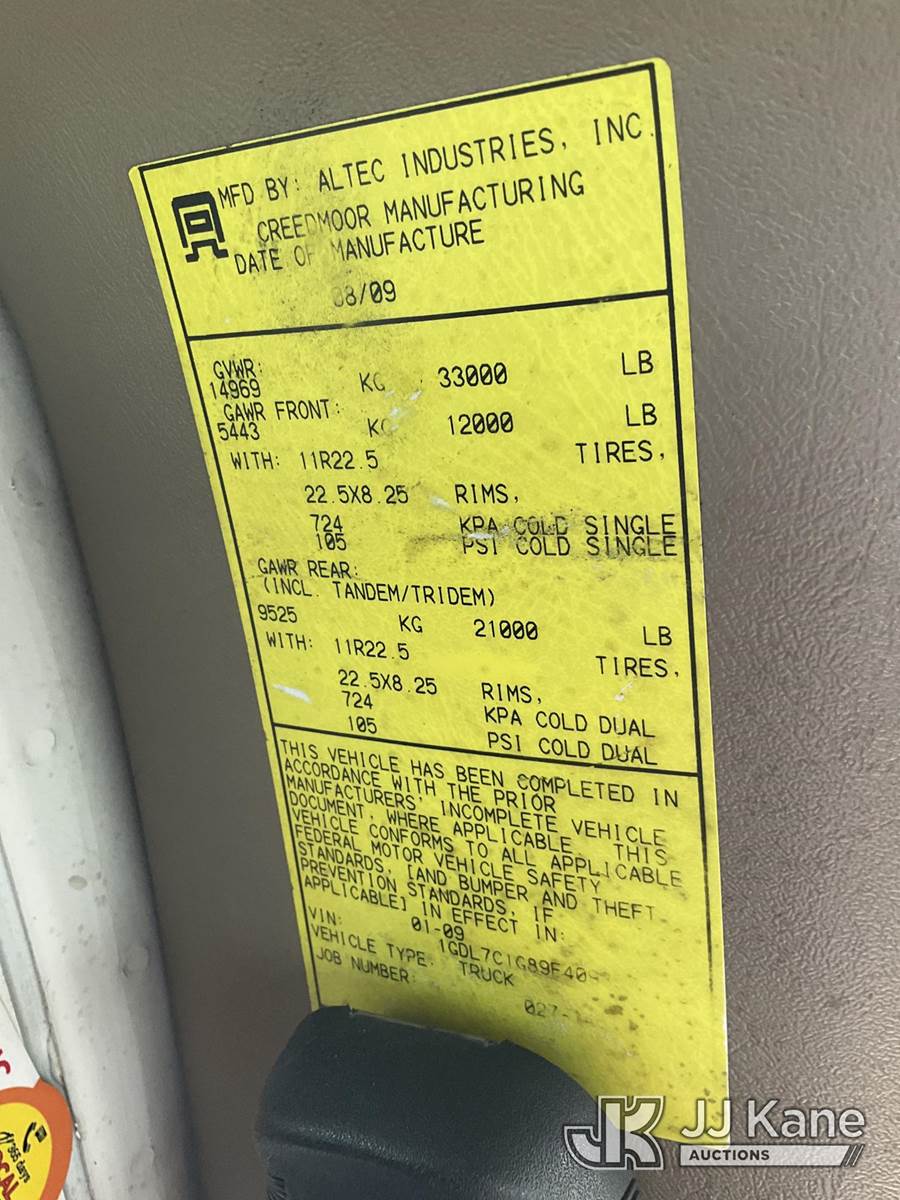 MFD BY: ALTEC INDUSTRIES, INC.
CREEDMOOR MANUFACTURING
DATE OF MANUFACTURE
08/09
GVWR:
14969 KG 33000 LB
GAWR FRONT:
5443 KG 12000 LB
WITH: 11R22.5 TIRES,
22.5X8.25 RIMS,
724 KPA COLD SINGLE
105 PSI COLD SINGLE
GAWR REAR:
(INCL. TANDEM/TRIDEM)
9525 KG 21000 LB
WITH: 11R22.5 TIRES,
22.5X8.25 RIMS,
724 KPA COLD DUAL
105 PSI COLD DUAL
THIS VEHICLE HAS BEEN COMPLETED IN
ACCORDANCE WITH THE PRIOR
MANUFACTURERS' INCOMPLETE VEHICLE
DOCUMENT, WHERE APPLICABLE. THIS
VEHICLE CONFORMS TO ALL APPLICABLE
FEDERAL MOTOR VEHICLE SAFETY
STANDARDS, [AND BUMPER AND THEFT
PREVENTION STANDARDS, IF
APPLICABLE] IN EFFECT IN:
01-09
VIN:
VEHICLE TYPE: TRUCK
JOB NUMBER:
365 days
JJ Kane
AUCTIONS